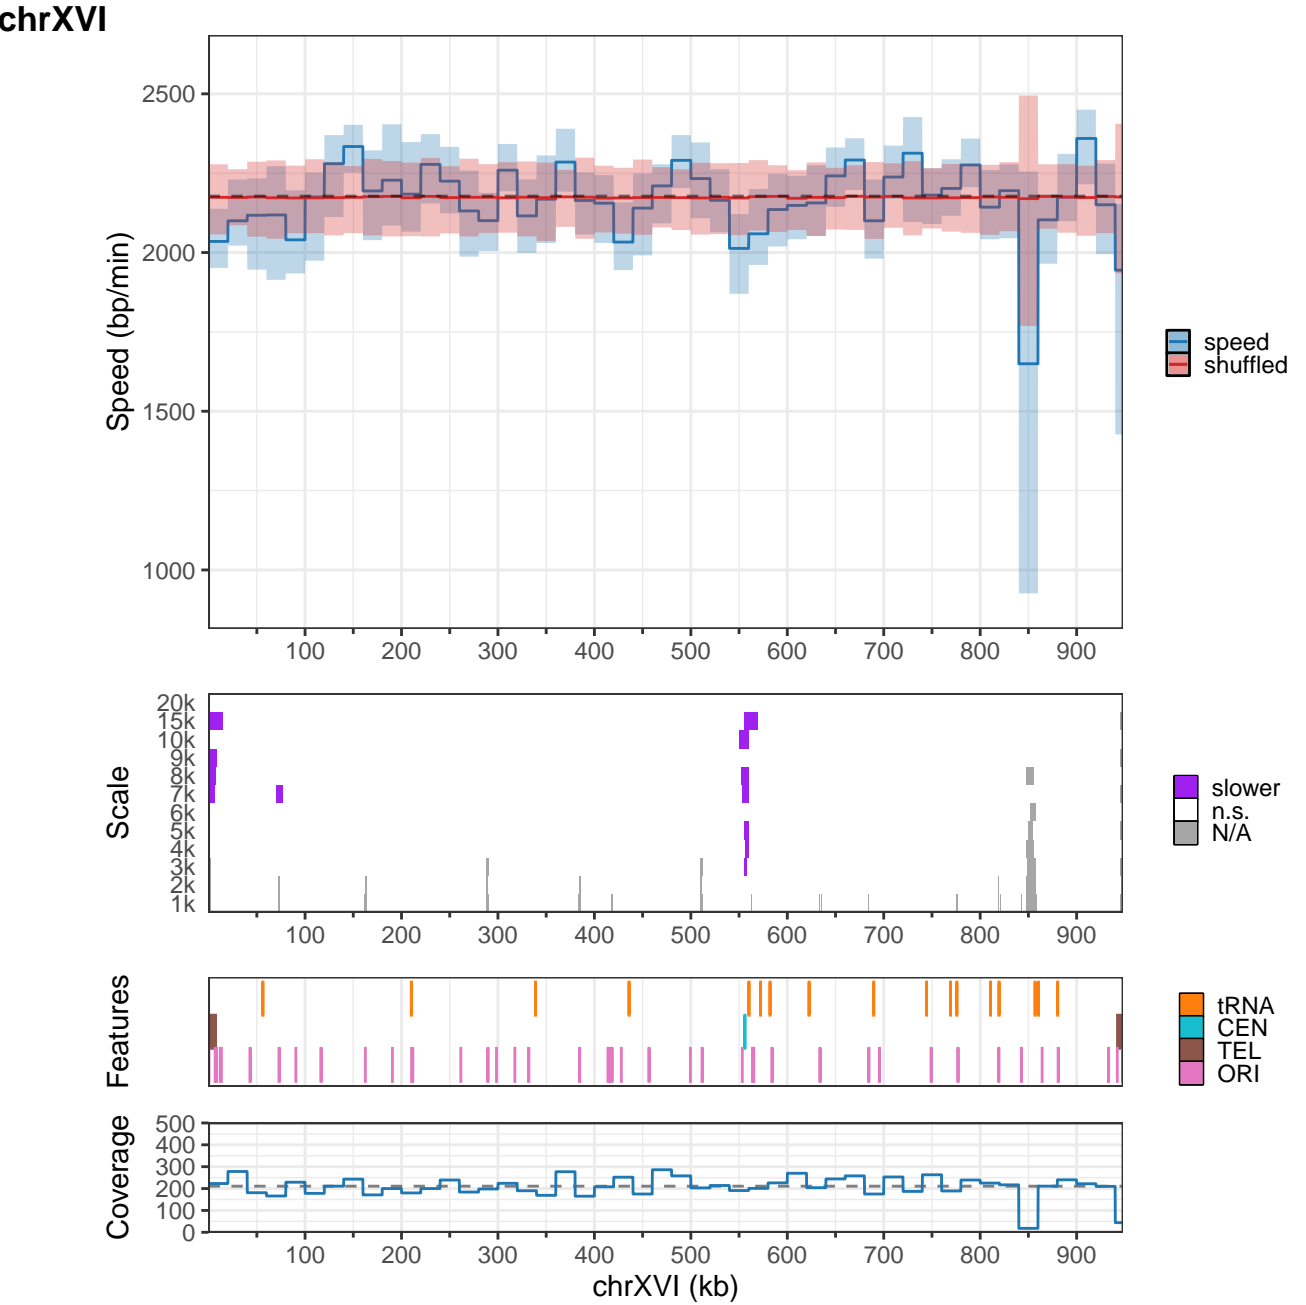 chrXVI
Speed (bp/min)
2500
2000
1500
1000
100 200 300 400 500 600 700 800 900
speed
shuffled
Scale
20k
15k
10k
9k
8k
7k
6k
5k
4k
3k
2k
1k
100 200 300 400 500 600 700 800 900
slower
n.s.
N/A
Features
tRNA
CEN
TEL
ORI
Coverage
500
400
300
200
100
0
100 200 300 400 500 600 700 800 900
chrXVI (kb)